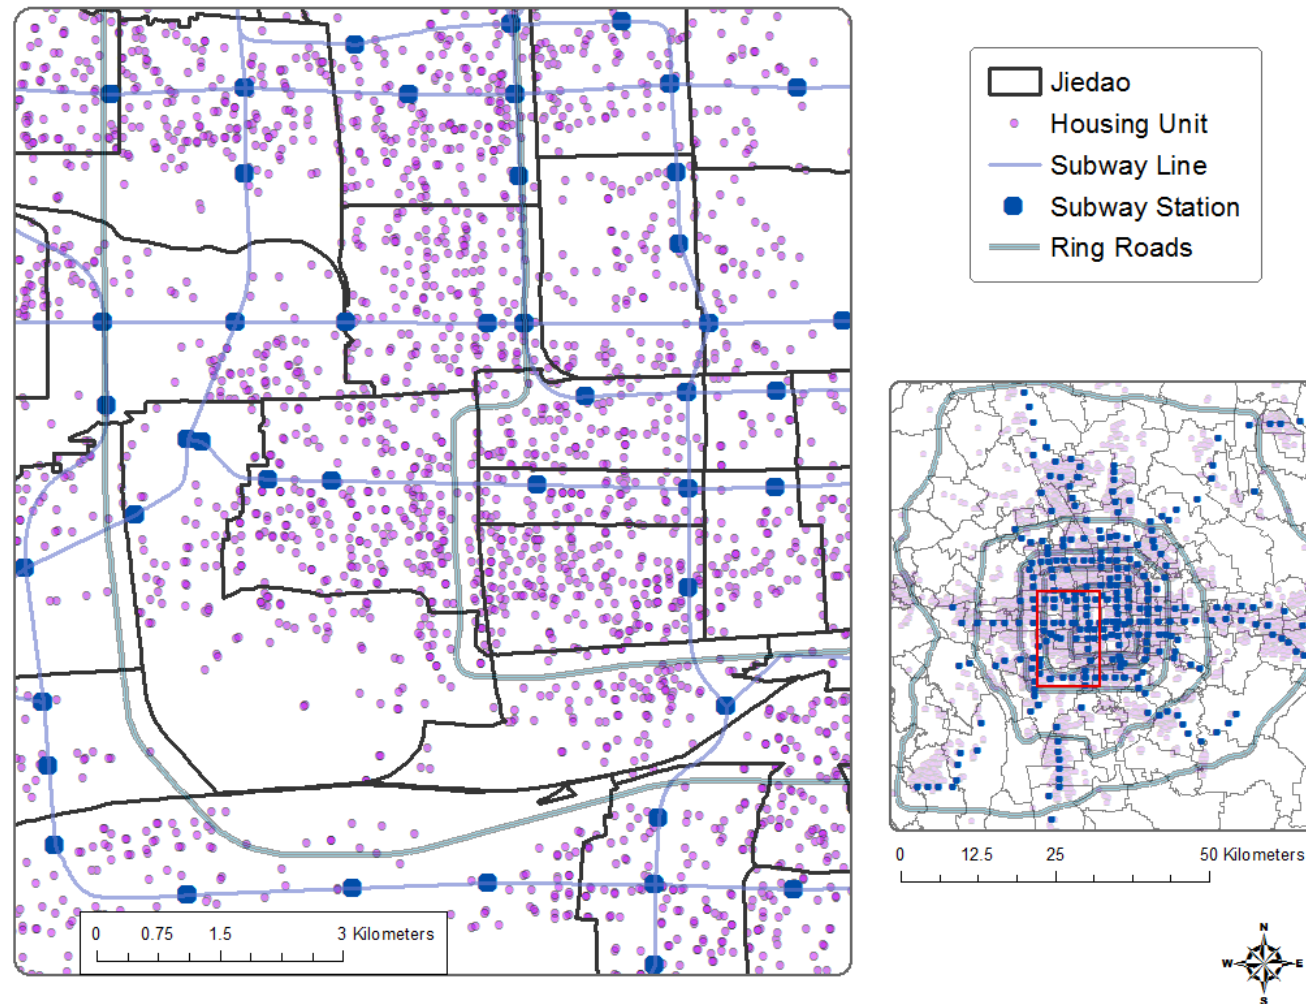 Jiedao
Housing Unit
Subway Line
Subway Station
Ring Roads
0 12.5 25 50 Kilometers
0 0.75 1.5 3 Kilometers
N
W E
S